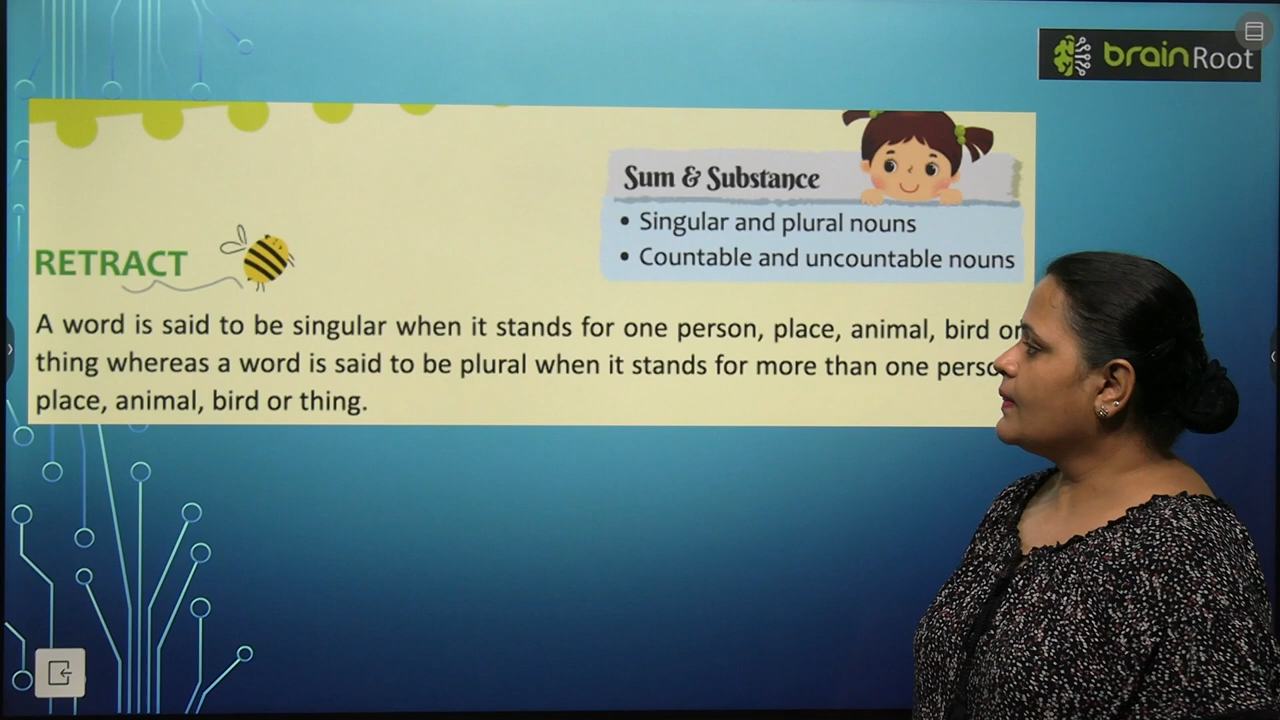 brainRoot
Sum & Substance
• Singular and plural nouns
• Countable and uncountable nouns
RETRACT
A word is said to be singular when it stands for one person, place, animal, bird or
thing whereas a word is said to be plural when it stands for more than one
place, animal, bird or thing.